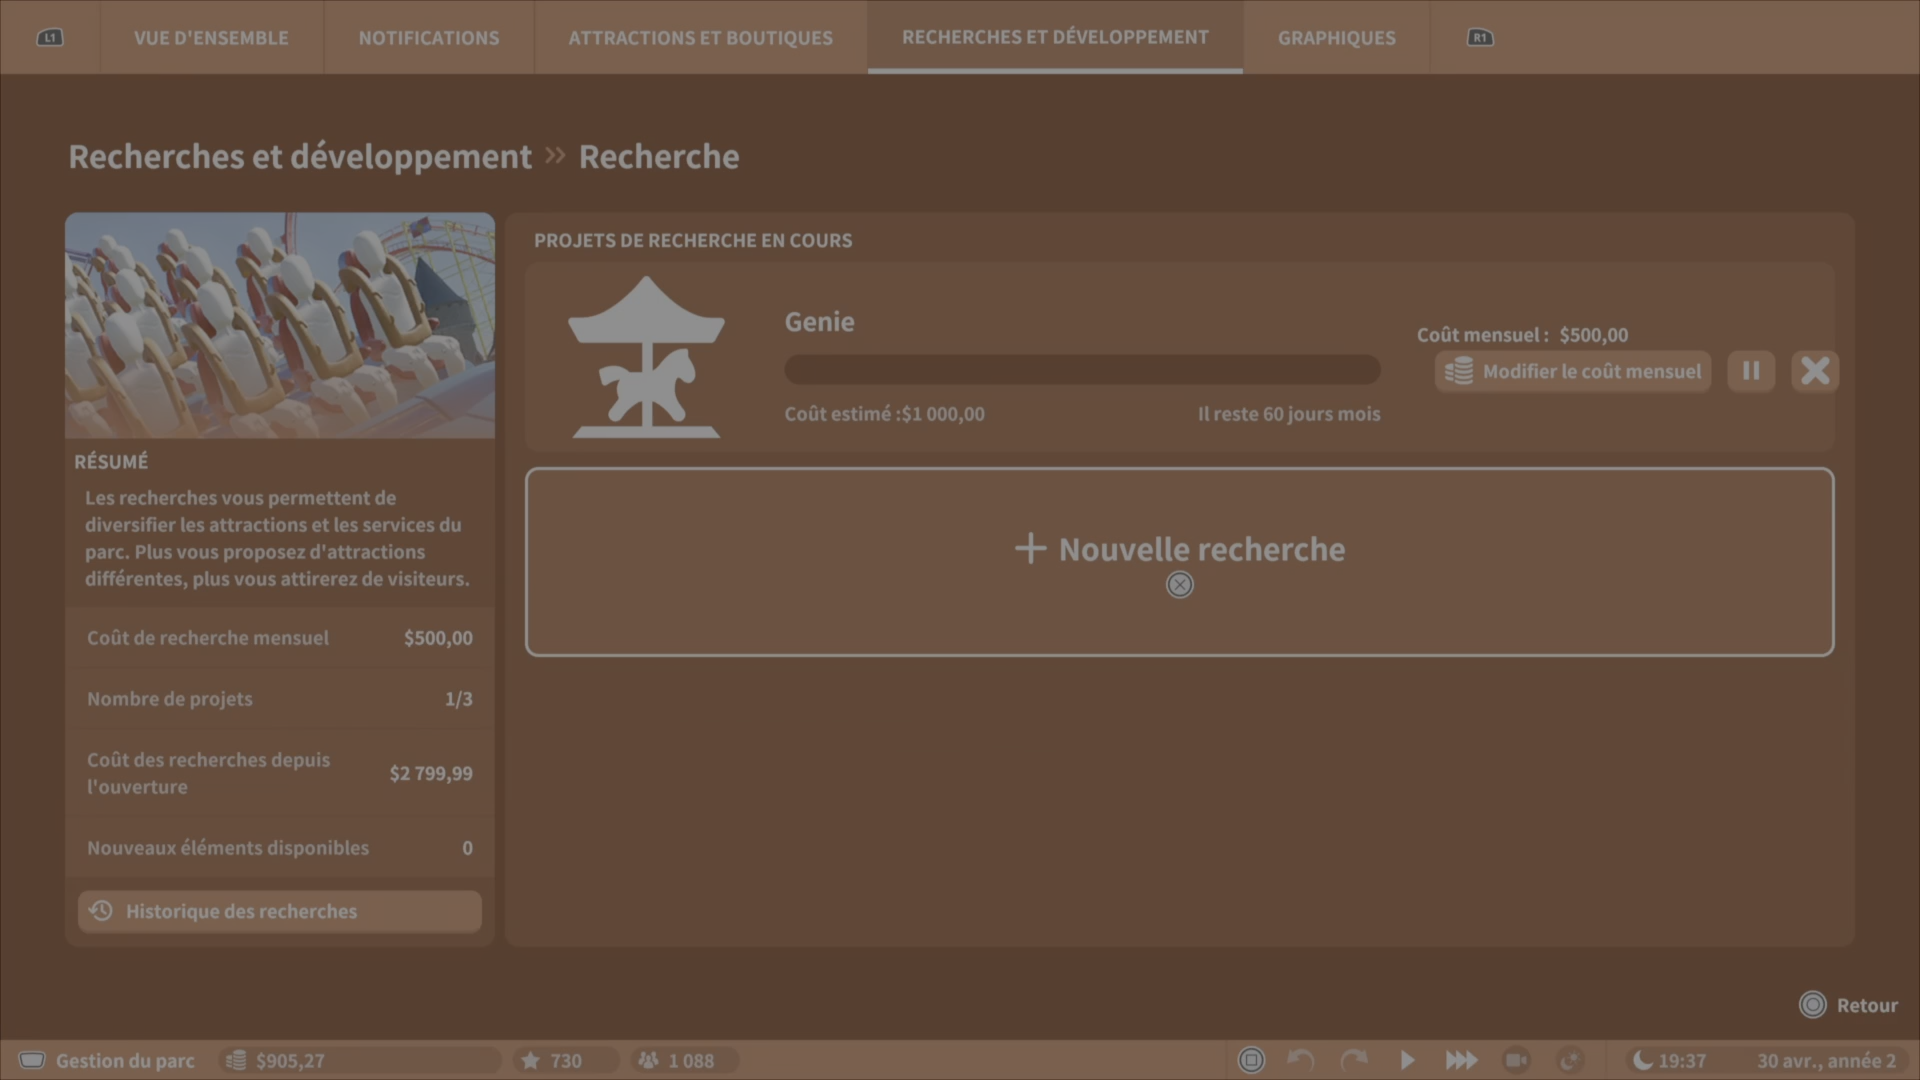 L1
VUE D'ENSEMBLE
NOTIFICATIONS
ATTRACTIONS ET BOUTIQUES
RECHERCHES ET DÉVELOPPEMENT
GRAPHIQUES
R1
Recherches et développement » Recherche
RÉSUMÉ
Les recherches vous permettent de
diversifier les attractions et les services du
parc. Plus vous proposez d'attractions
différentes, plus vous attirerez de visiteurs.
Coût de recherche mensuel $500,00
Nombre de projets 1/3
Coût des recherches depuis
l'ouverture $2 799,99
Nouveaux éléments disponibles 0
Historique des recherches
PROJETS DE RECHERCHE EN COURS
Genie
Coût estimé :$1 000,00
Il reste 60 jours mois
Coût mensuel : $500,00
Modifier le coût mensuel
+ Nouvelle recherche
Retour
Gestion du parc
$905,27
730
1 088
19:37
30 avr., année 2